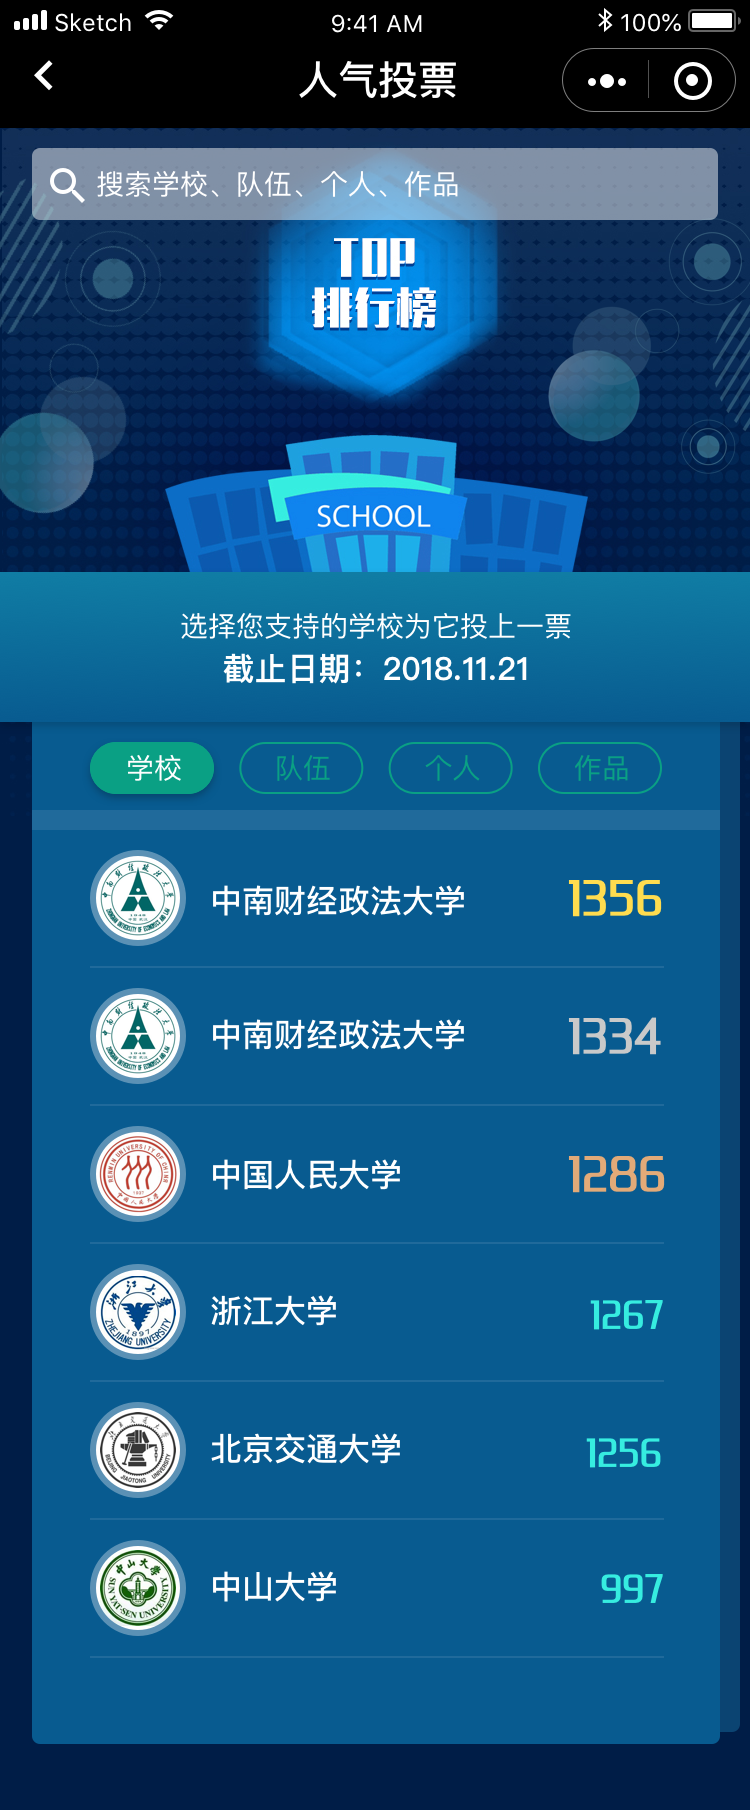 Sketch 9:41 AM 100%
人气投票
搜索学校、队伍、个人、作品
TOP
排行榜
SCHOOL
选择您支持的学校为它投上一票
截止日期：2018.11.21
学校 队伍 个人 作品
中南财经政法大学 1356
中南财经政法大学 1334
中国人民大学 1286
浙江大学 1267
北京交通大学 1256
中山大学 997